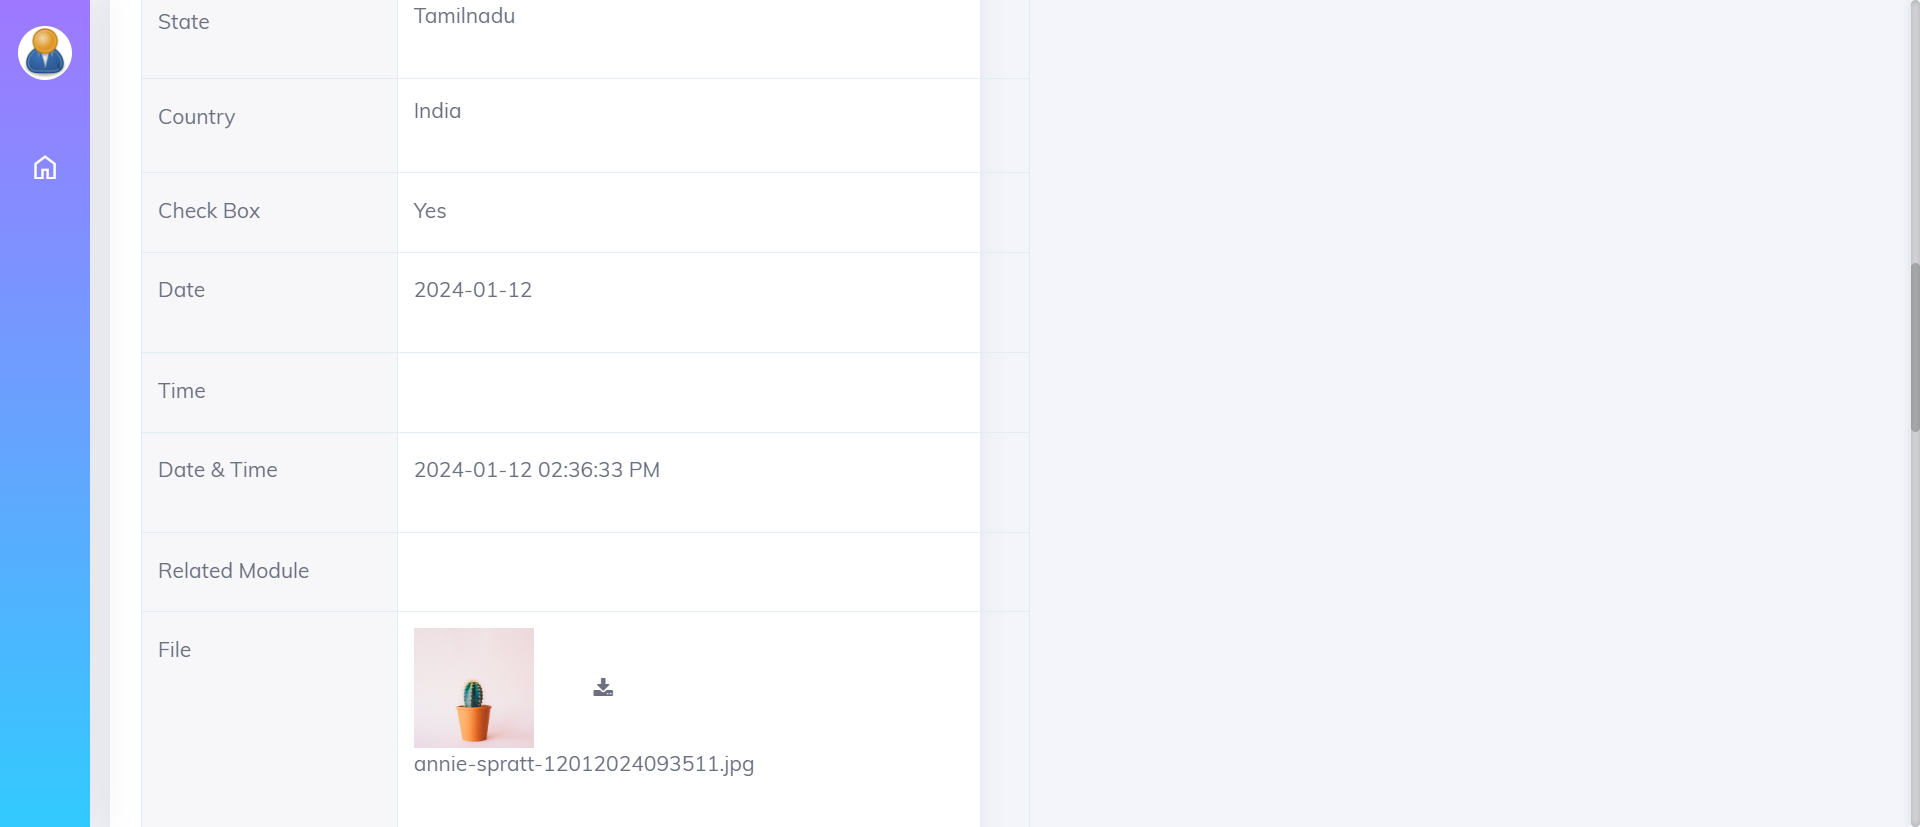 State Tamilnadu
Country India
Check Box Yes
Date 2024-01-12
Time
Date & Time 2024-01-12 02:36:33 PM
Related Module
File
annie-spratt-12012024093511.jpg